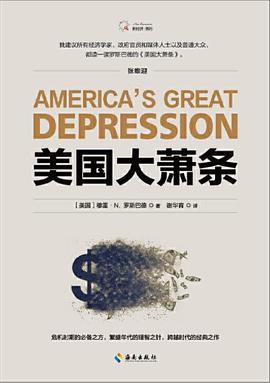 我建议所有经济学家、政府官员和媒体人士以及普通大众，
都读一读罗斯巴德的《美国大萧条》。
张维迎
AMERICA'S GREAT
DEPRESSION
美国大萧条
［美国］穆雷·N. 罗斯巴德 著 谢华育 译
$
危机时期的必备之方，繁盛年代的理智之针，跨越时代的经典之作
海南出版社